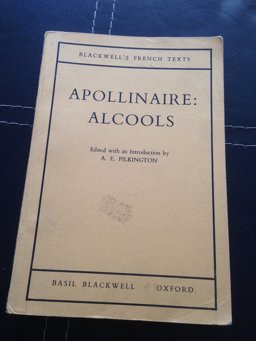 BLACKWELL'S FRENCH TEXTS
APOLLINAIRE:
ALCOOLS
Edited with an Introduction by
A. E. PILKINGTON
BASIL BLACKWELL OXFORD